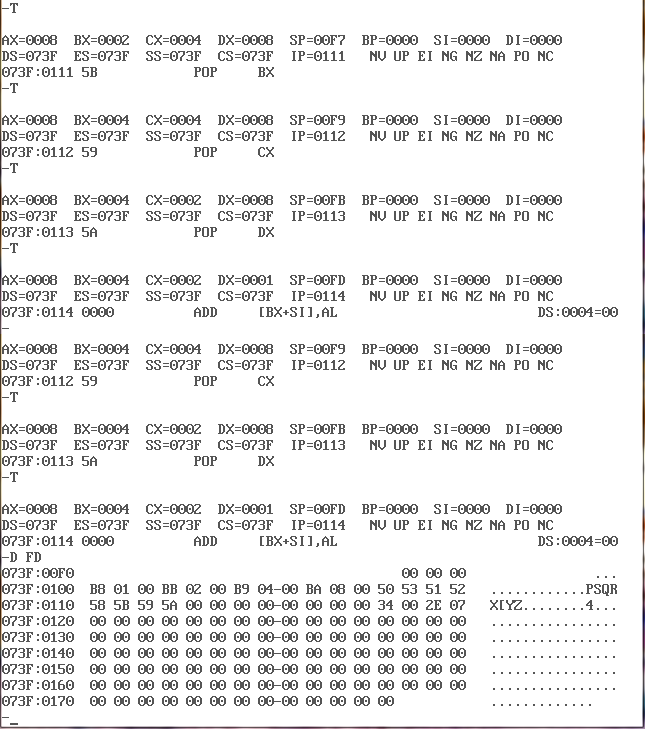 -T
AX=0008  BX=0002  CX=0004  DX=0008  SP=00F7  BP=0000  SI=0000  DI=0000
DS=073F  ES=073F  SS=073F  CS=073F  IP=0111   NV UP EI NG NZ NA PO NC
073F:0111 5B            POP     BX
-T
AX=0008  BX=0004  CX=0004  DX=0008  SP=00F9  BP=0000  SI=0000  DI=0000
DS=073F  ES=073F  SS=073F  CS=073F  IP=0112   NV UP EI NG NZ NA PO NC
073F:0112 59            POP     CX
-T
AX=0008  BX=0004  CX=0002  DX=0008  SP=00FB  BP=0000  SI=0000  DI=0000
DS=073F  ES=073F  SS=073F  CS=073F  IP=0113   NV UP EI NG NZ NA PO NC
073F:0113 5A            POP     DX
-T
AX=0008  BX=0004  CX=0002  DX=0001  SP=00FD  BP=0000  SI=0000  DI=0000
DS=073F  ES=073F  SS=073F  CS=073F  IP=0114   NV UP EI NG NZ NA PO NC
073F:0114 0000          ADD     [BX+SI],AL                         DS:0004=00
-
AX=0008  BX=0004  CX=0004  DX=0008  SP=00F9  BP=0000  SI=0000  DI=0000
DS=073F  ES=073F  SS=073F  CS=073F  IP=0112   NV UP EI NG NZ NA PO NC
073F:0112 59            POP     CX
-T
AX=0008  BX=0004  CX=0002  DX=0008  SP=00FB  BP=0000  SI=0000  DI=0000
DS=073F  ES=073F  SS=073F  CS=073F  IP=0113   NV UP EI NG NZ NA PO NC
073F:0113 5A            POP     DX
-T
AX=0008  BX=0004  CX=0002  DX=0001  SP=00FD  BP=0000  SI=0000  DI=0000
DS=073F  ES=073F  SS=073F  CS=073F  IP=0114   NV UP EI NG NZ NA PO NC
073F:0114 0000          ADD     [BX+SI],AL                         DS:0004=00
-D FD
073F:00F0                                         00 00 00                ...
073F:0100  B8 01 00 BB 02 00 B9 04-00 BA 08 00 50 53 51 52   ............PSQR
073F:0110  58 5B 59 5A 00 00 00 00-00 00 00 00 34 00 2E 07   X[YZ........4...
073F:0120  00 00 00 00 00 00 00 00-00 00 00 00 00 00 00 00   ................
073F:0130  00 00 00 00 00 00 00 00-00 00 00 00 00 00 00 00   ................
073F:0140  00 00 00 00 00 00 00 00-00 00 00 00 00 00 00 00   ................
073F:0150  00 00 00 00 00 00 00 00-00 00 00 00 00 00 00 00   ................
073F:0160  00 00 00 00 00 00 00 00-00 00 00 00 00 00 00 00   ................
073F:0170  00 00 00 00 00 00 00 00-00 00 00 00 00            .............
-_